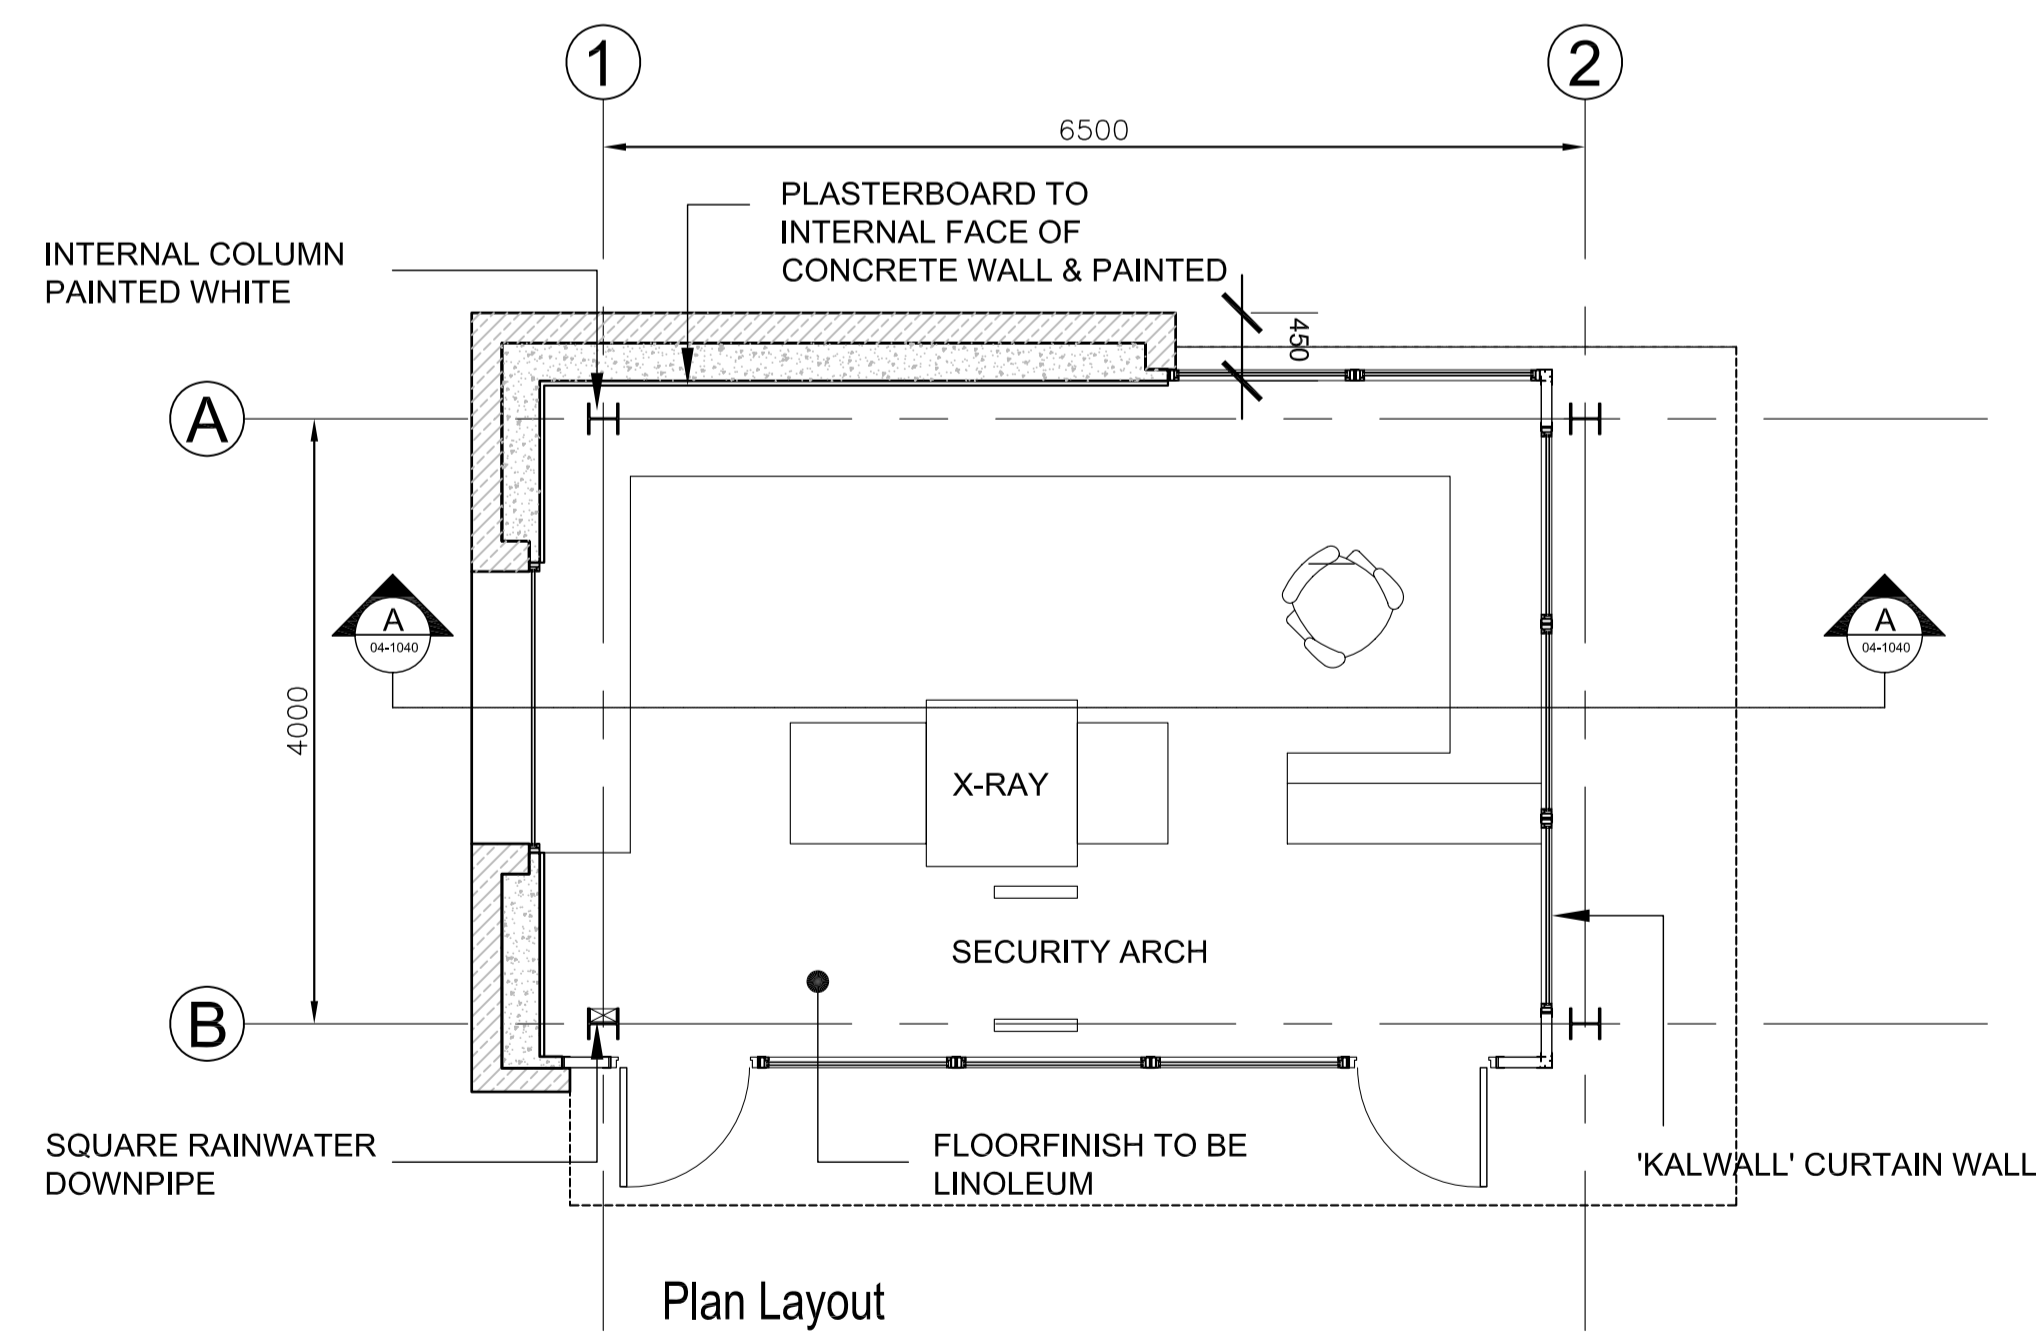 1
2
6500
PLASTERBOARD TO
INTERNAL FACE OF
CONCRETE WALL & PAINTED
INTERNAL COLUMN
PAINTED WHITE
450
A
A
04-1040
A
04-1040
4000
X-RAY
SECURITY ARCH
B
SQUARE RAINWATER
DOWNPIPE
FLOORFINISH TO BE
LINOLEUM
'KALWALL' CURTAIN WALL
Plan Layout